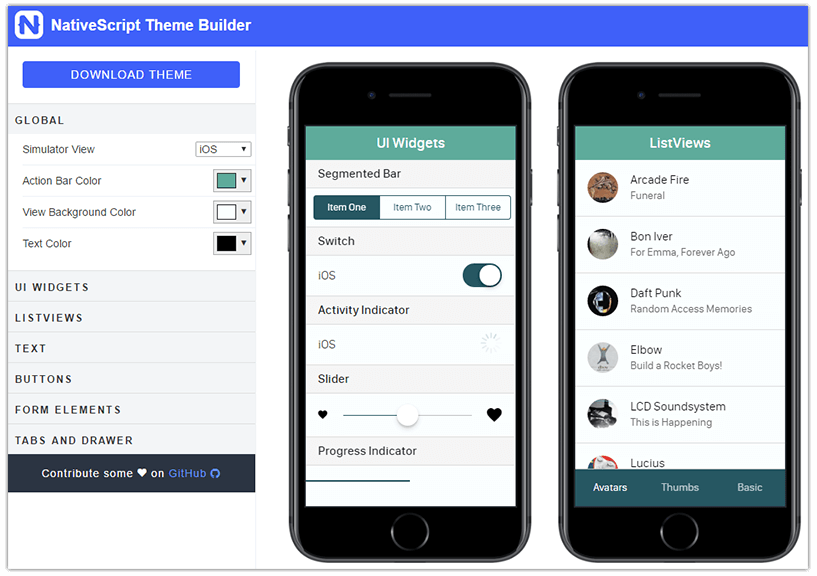 NativeScript Theme Builder
DOWNLOAD THEME
GLOBAL
Simulator View
iOS
Action Bar Color
View Background Color
Text Color
UI WIDGETS
LISTVIEWS
TEXT
BUTTONS
FORM ELEMENTS
TABS AND DRAWER
Contribute some on GitHub
UI Widgets
Segmented Bar
Item One Item Two Item Three
Switch
iOS
Activity Indicator
iOS
Slider
Progress Indicator
ListViews
Arcade Fire
Funeral
Bon Iver
For Emma, Forever Ago
Daft Punk
Random Access Memories
Elbow
Build a Rocket Boys!
LCD Soundsystem
This is Happening
Lucius
Avatars Thumbs Basic